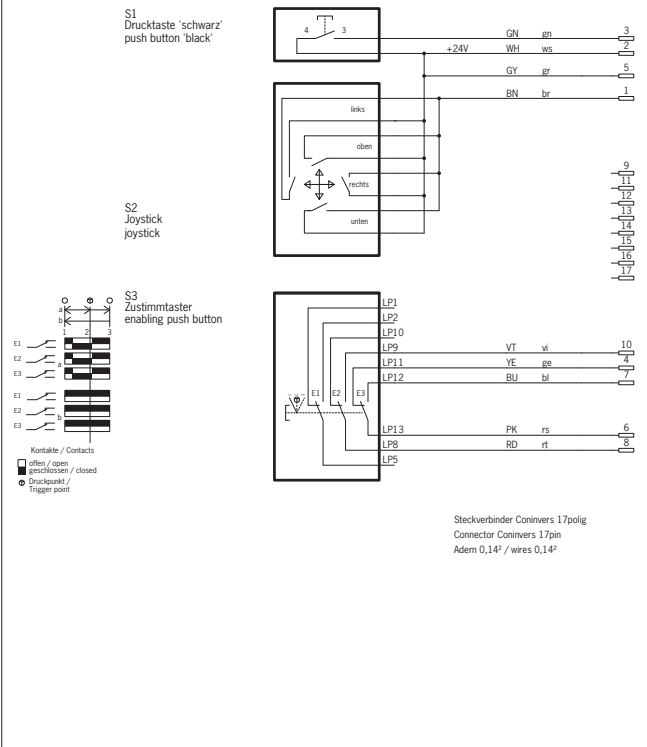 S1
Drucktaste 'schwarz'
push button 'black'
4 3
GN gn 3
+24V WH ws 2
GY gr 5
BN br 1
links
oben
rechts
unten
S2
Joystick
joystick
9
11
12
13
14
15
16
17
S3
Zustimmtaster
enabling push button
a
b
1 2 3
E1
E2
a
E3
E1
E2
b
E3
Kontakte / Contacts
offen / open
geschlossen / closed
Druckpunkt /
Trigger point
LP1
LP2
LP10
LP9 VT vi 10
LP11 YE ge 4
LP12 BU bl 7
E1 E2 E3
LP13 PK rs 6
LP8 RD rt 8
LP5
Steckverbinder Coninvers 17polig
Connector Coninvers 17pin
Adern 0,14² / wires 0,14²